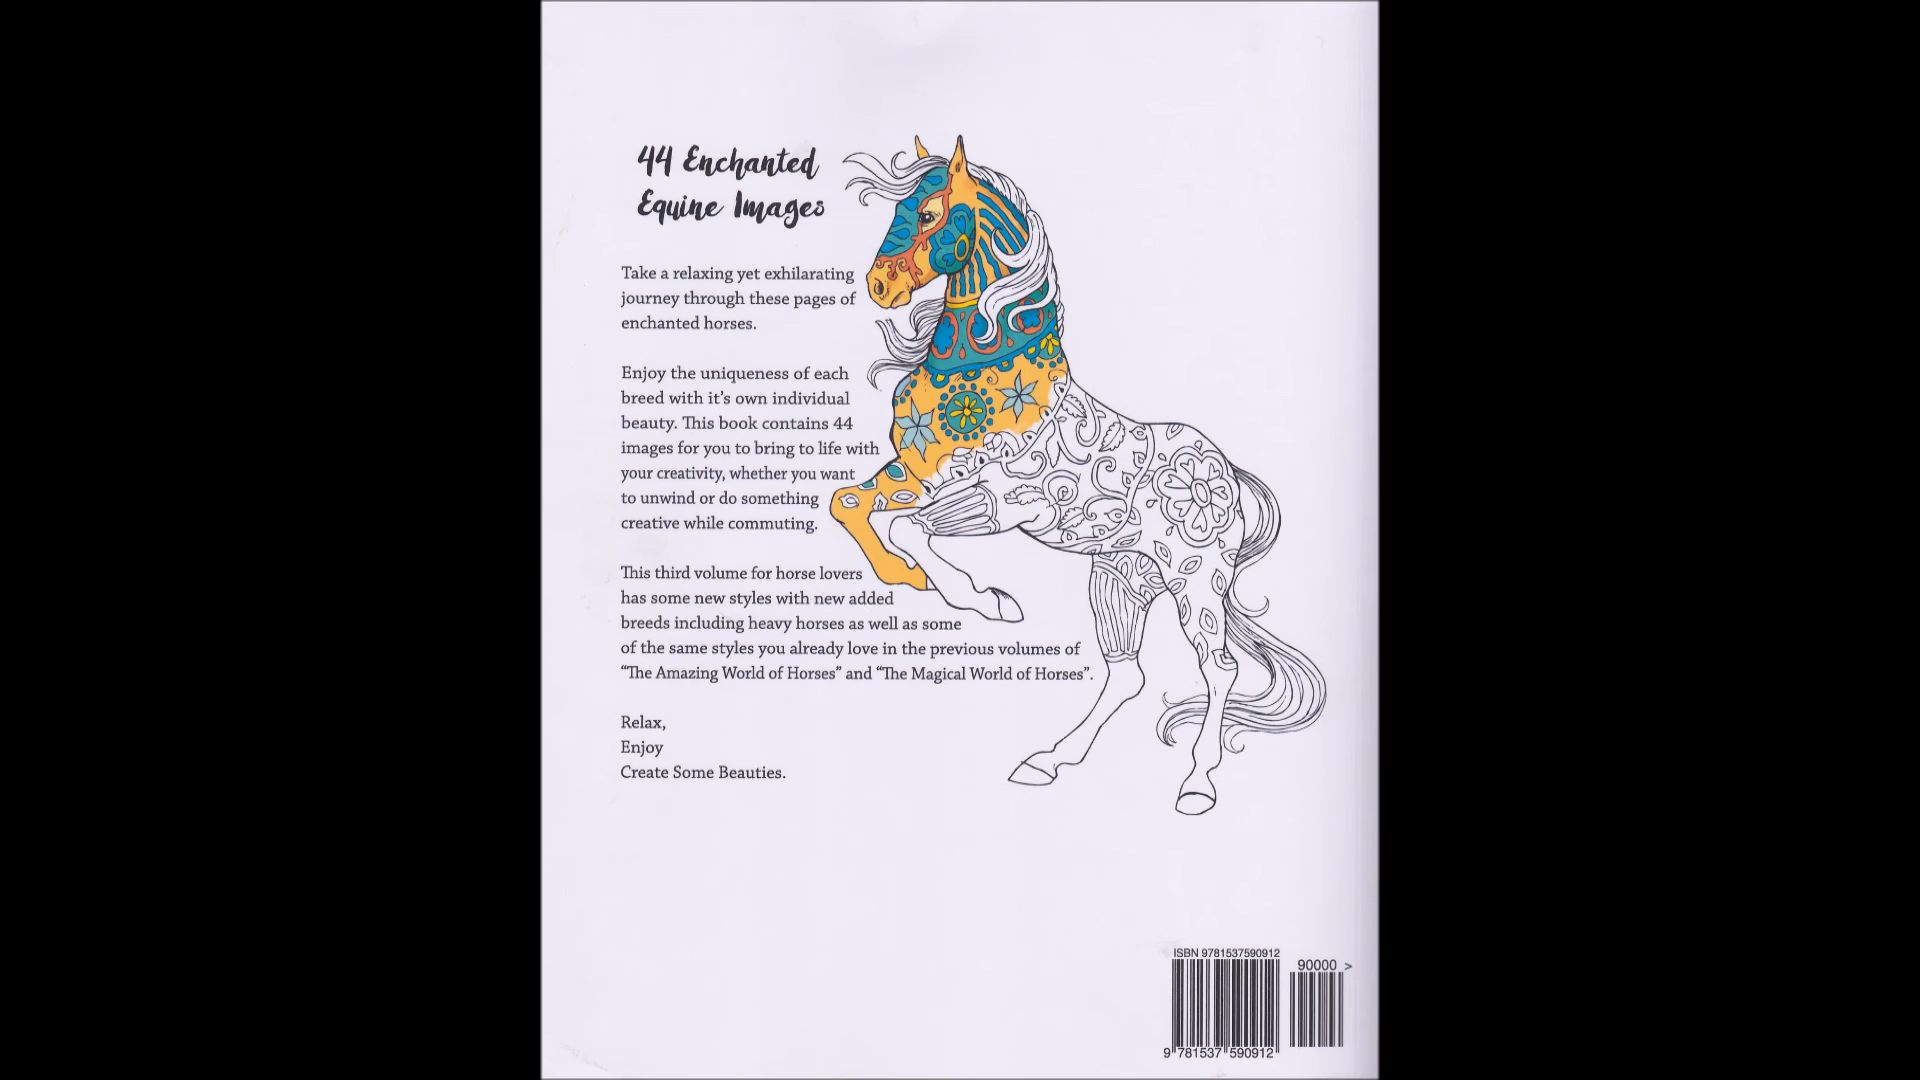 44 Enchanted
Equine Images
Take a relaxing yet exhilarating
journey through these pages of
enchanted horses.
Enjoy the uniqueness of each
breed with it’s own individual
beauty. This book contains 44
images for you to bring to life with
your creativity, whether you want
to unwind or do something
creative while commuting.
This third volume for horse lovers
has some new styles with new added
breeds including heavy horses as well as some
of the same styles you already love in the previous volumes of
“The Amazing World of Horses” and “The Magical World of Horses”.
Relax,
Enjoy
Create Some Beauties.
ISBN 9781537590912
90000 >
9 781537 590912